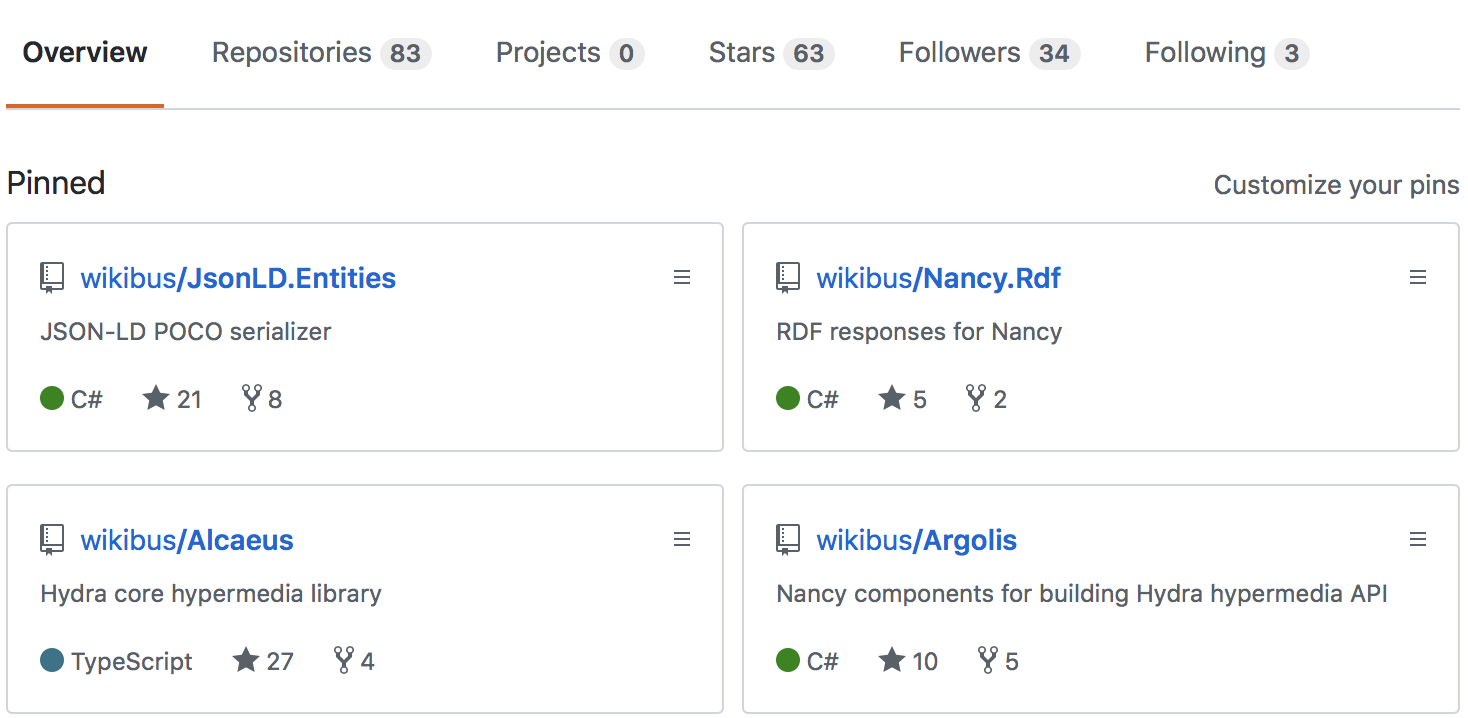 Overview Repositories 83 Projects 0 Stars 63 Followers 34 Following 3
Pinned Customize your pins
wikibus/JsonLD.Entities
JSON-LD POCO serializer
C# 21 8
wikibus/Nancy.Rdf
RDF responses for Nancy
C# 5 2
wikibus/Alcaeus
Hydra core hypermedia library
TypeScript 27 4
wikibus/Argolis
Nancy components for building Hydra hypermedia API
C# 10 5